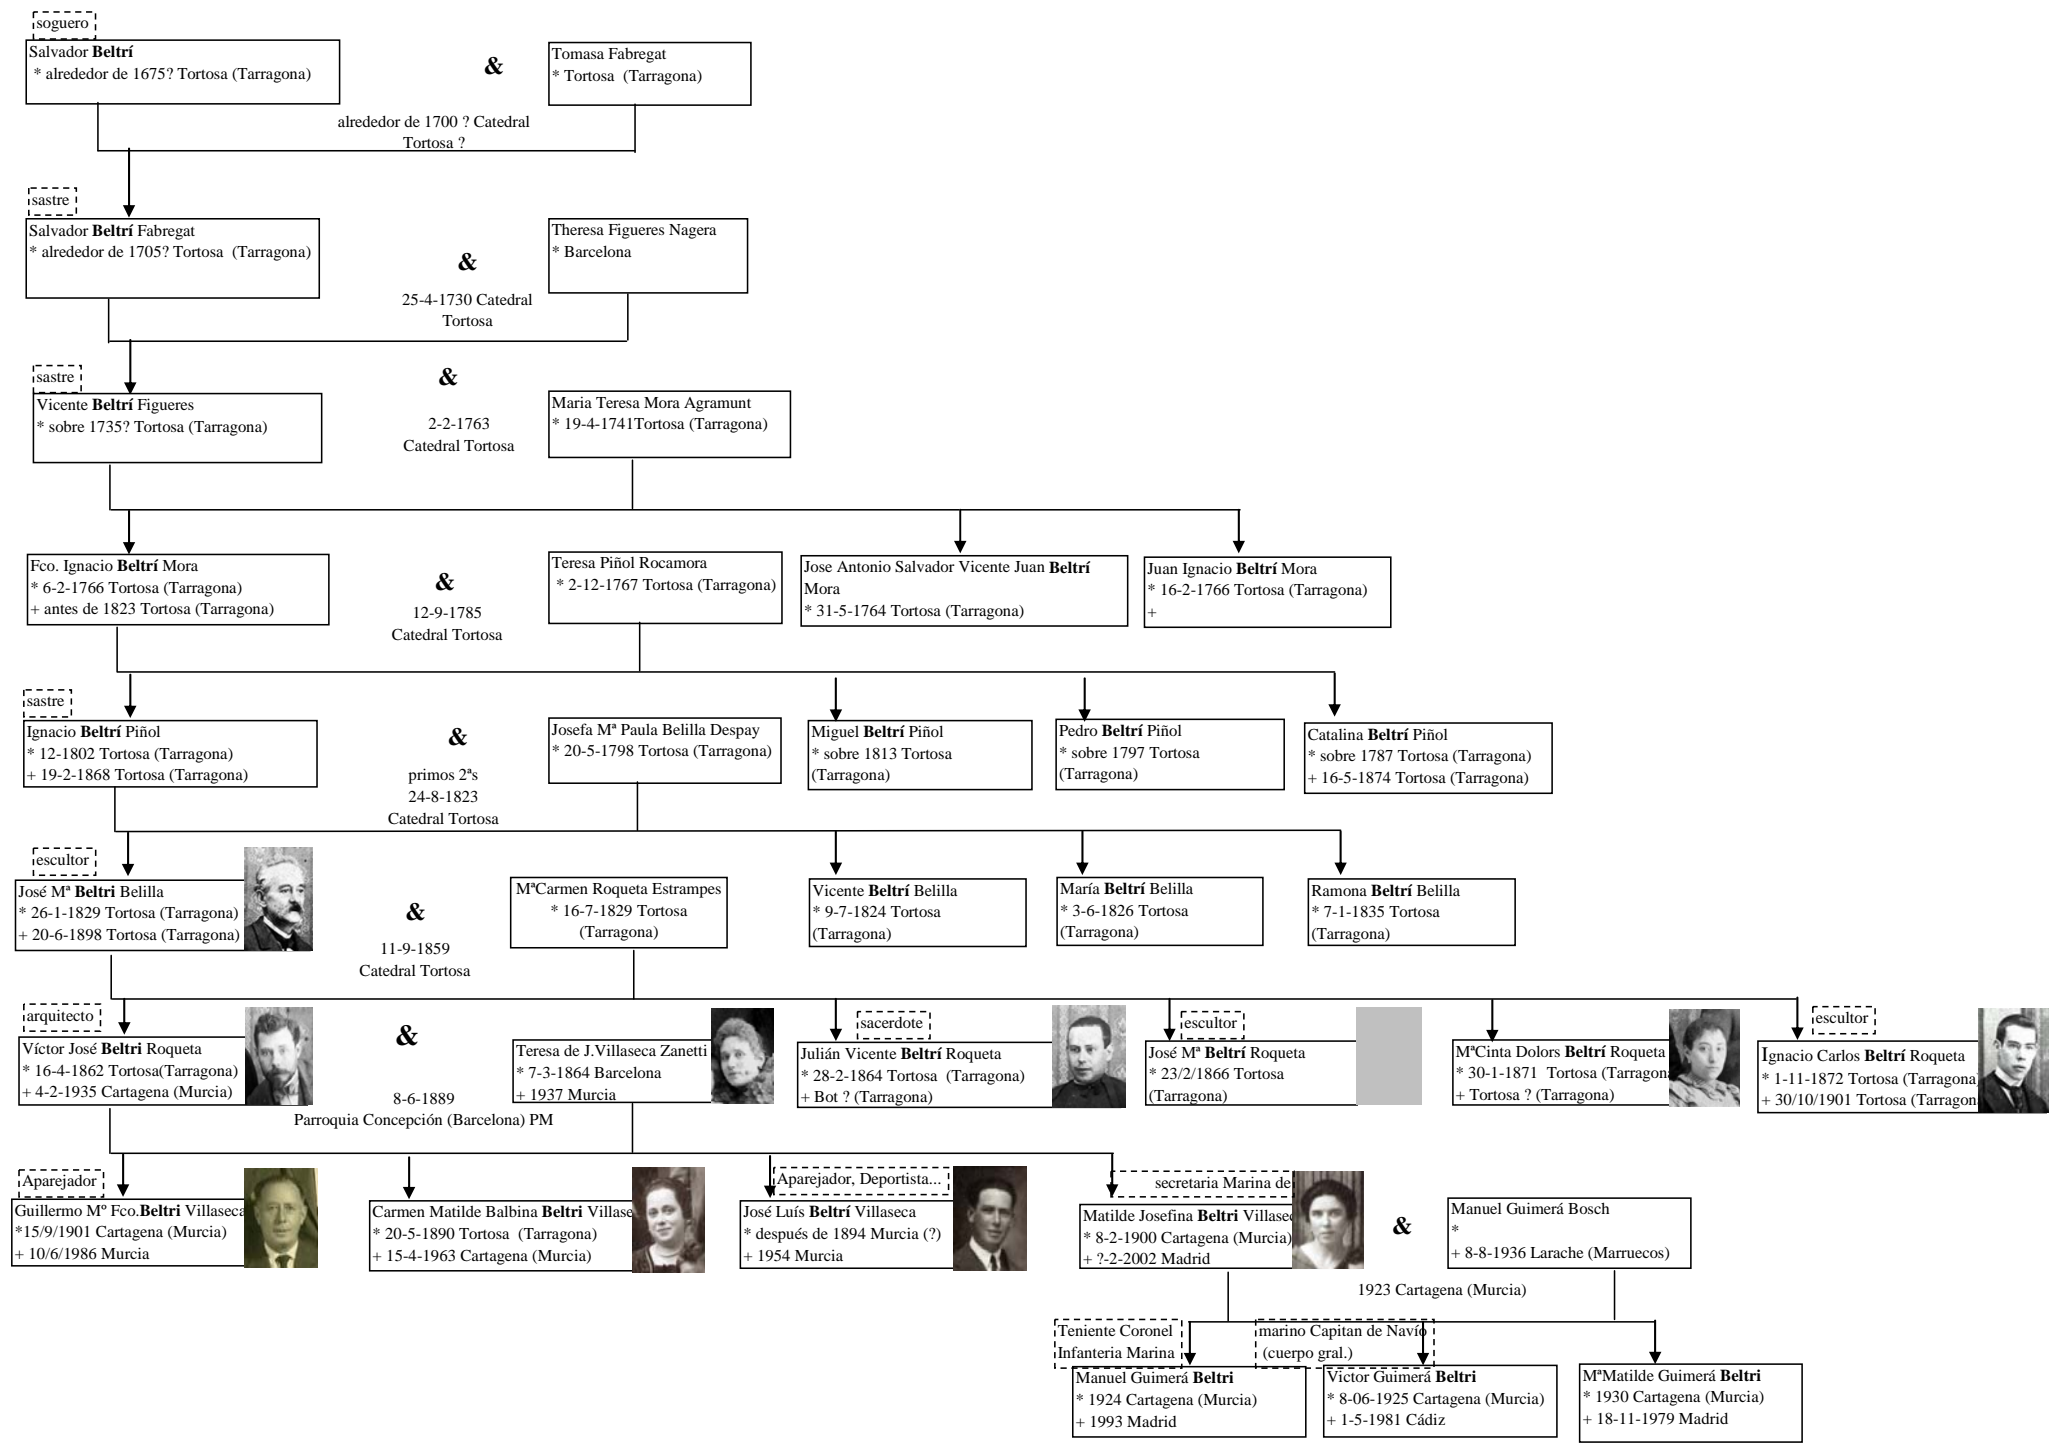 soguero
Salvador Beltrí
* alrededor de 1675? Tortosa (Tarragona)
&
Tomasa Fabregat
* Tortosa (Tarragona)
alrededor de 1700 ? Catedral
Tortosa ?
sastre
Salvador Beltrí Fabregat
* alrededor de 1705? Tortosa (Tarragona)
&
Theresa Figueres Nagera
* Barcelona
25-4-1730 Catedral
Tortosa
sastre
Vicente Beltrí Figueres
* sobre 1735? Tortosa (Tarragona)
&
2-2-1763
Catedral Tortosa
Maria Teresa Mora Agramunt
* 19-4-1741Tortosa (Tarragona)
Fco. Ignacio Beltrí Mora
* 6-2-1766 Tortosa (Tarragona)
+ antes de 1823 Tortosa (Tarragona)
&
12-9-1785
Catedral Tortosa
Teresa Piñol Rocamora
* 2-12-1767 Tortosa (Tarragona)
Jose Antonio Salvador Vicente Juan Beltrí
Mora
* 31-5-1764 Tortosa (Tarragona)
Juan Ignacio Beltrí Mora
* 16-2-1766 Tortosa (Tarragona)
+
sastre
Ignacio Beltrí Piñol
* 12-1802 Tortosa (Tarragona)
+ 19-2-1868 Tortosa (Tarragona)
&
primos 2ªs
24-8-1823
Catedral Tortosa
Josefa Mª Paula Belilla Despay
* 20-5-1798 Tortosa (Tarragona)
Miguel Beltrí Piñol
* sobre 1813 Tortosa
(Tarragona)
Pedro Beltrí Piñol
* sobre 1797 Tortosa
(Tarragona)
Catalina Beltrí Piñol
* sobre 1787 Tortosa (Tarragona)
+ 16-5-1874 Tortosa (Tarragona)
escultor
José Mª Beltri Belilla
* 26-1-1829 Tortosa (Tarragona)
+ 20-6-1898 Tortosa (Tarragona)
&
11-9-1859
Catedral Tortosa
MªCarmen Roqueta Estrampes
* 16-7-1829 Tortosa
(Tarragona)
Vicente Beltrí Belilla
* 9-7-1824 Tortosa
(Tarragona)
María Beltrí Belilla
* 3-6-1826 Tortosa
(Tarragona)
Ramona Beltrí Belilla
* 7-1-1835 Tortosa
(Tarragona)
arquitecto
Víctor José Beltri Roqueta
* 16-4-1862 Tortosa(Tarragona)
+ 4-2-1935 Cartagena (Murcia)
&
8-6-1889
Parroquia Concepción (Barcelona) PM
Teresa de J.Villaseca Zanetti
* 7-3-1864 Barcelona
+ 1937 Murcia
sacerdote
Julián Vicente Beltrí Roqueta
* 28-2-1864 Tortosa (Tarragona)
+ Bot ? (Tarragona)
escultor
José Mª Beltrí Roqueta
* 23/2/1866 Tortosa
(Tarragona)
MªCinta Dolors Beltrí Roqueta
* 30-1-1871 Tortosa (Tarragona
+ Tortosa ? (Tarragona)
escultor
Ignacio Carlos Beltrí Roqueta
* 1-11-1872 Tortosa (Tarragona
+ 30/10/1901 Tortosa (Tarragon
Aparejador
Guillermo Mº Fco.Beltri Villaseca
*15/9/1901 Cartagena (Murcia)
+ 10/6/1986 Murcia
Carmen Matilde Balbina Beltri Villase
* 20-5-1890 Tortosa (Tarragona)
+ 15-4-1963 Cartagena (Murcia)
Aparejador, Deportista...
José Luís Beltrí Villaseca
* después de 1894 Murcia (?)
+ 1954 Murcia
secretaria Marina de
Matilde Josefina Beltri Villasec
* 8-2-1900 Cartagena (Murcia)
+ ?-2-2002 Madrid
&
Manuel Guimerá Bosch
*
+ 8-8-1936 Larache (Marruecos)
1923 Cartagena (Murcia)
Teniente Coronel
Infanteria Marina
Manuel Guimerá Beltri
* 1924 Cartagena (Murcia)
+ 1993 Madrid
marino Capitan de Navío
(cuerpo gral.)
Victor Guimerá Beltri
* 8-06-1925 Cartagena (Murcia)
+ 1-5-1981 Cádiz
MªMatilde Guimerá Beltri
* 1930 Cartagena (Murcia)
+ 18-11-1979 Madrid